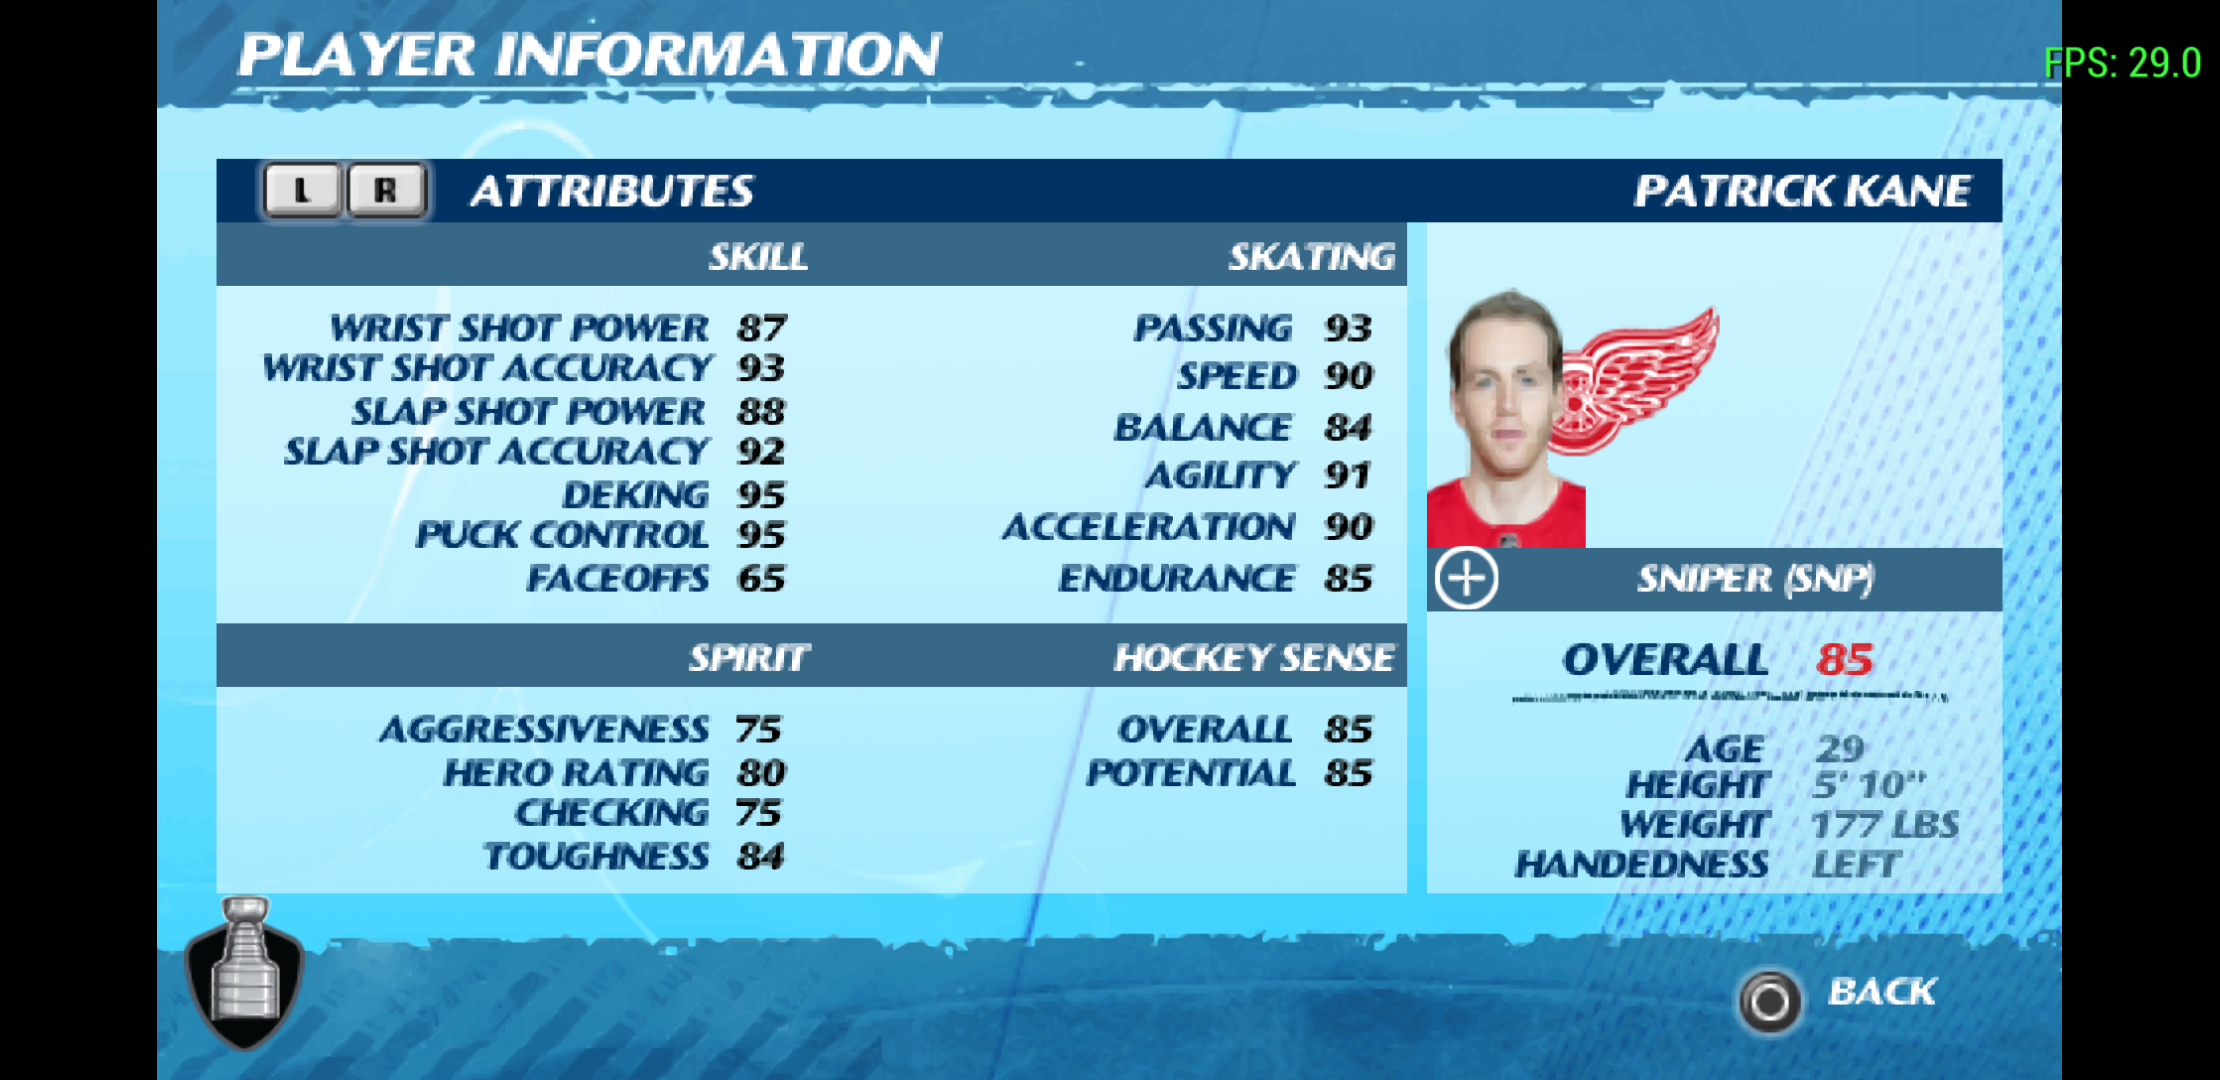 PLAYER INFORMATION
FPS: 29.0
L R ATTRIBUTES
PATRICK KANE
SKILL
WRIST SHOT POWER 87
WRIST SHOT ACCURACY 93
SLAP SHOT POWER 88
SLAP SHOT ACCURACY 92
DEKING 95
PUCK CONTROL 95
FACEOFFS 65
SKATING
PASSING 93
SPEED 90
BALANCE 84
AGILITY 91
ACCELERATION 90
ENDURANCE 85
SPIRIT
AGGRESSIVENESS 75
HERO RATING 80
CHECKING 75
TOUGHNESS 84
HOCKEY SENSE
OVERALL 85
POTENTIAL 85
SNIPER (SNP)
OVERALL 85
AGE 29
HEIGHT 5' 10"
WEIGHT 177 LBS
HANDEDNESS LEFT
BACK